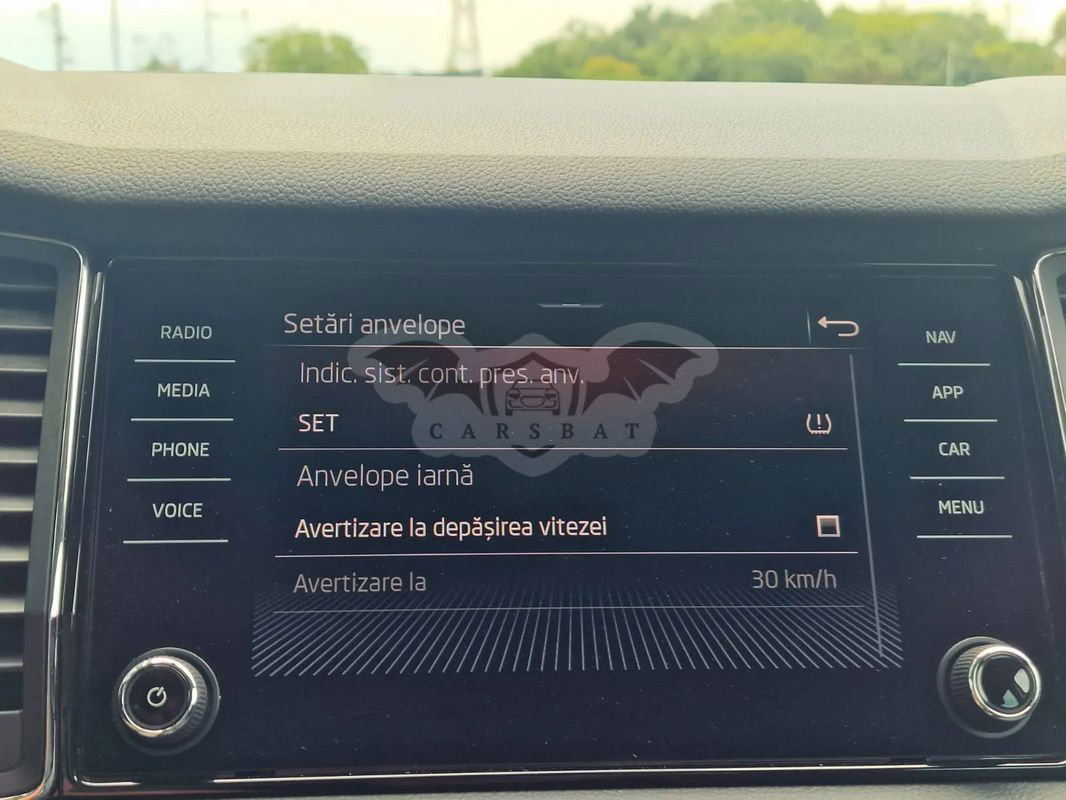 RADIO
MEDIA
PHONE
VOICE
Setări anvelope
Indic. sist. cont. pres. anv.
SET
Anvelope iarnă
Avertizare la depășirea vitezei
Avertizare la 30 km/h
CARSBAT
NAV
APP
CAR
MENU